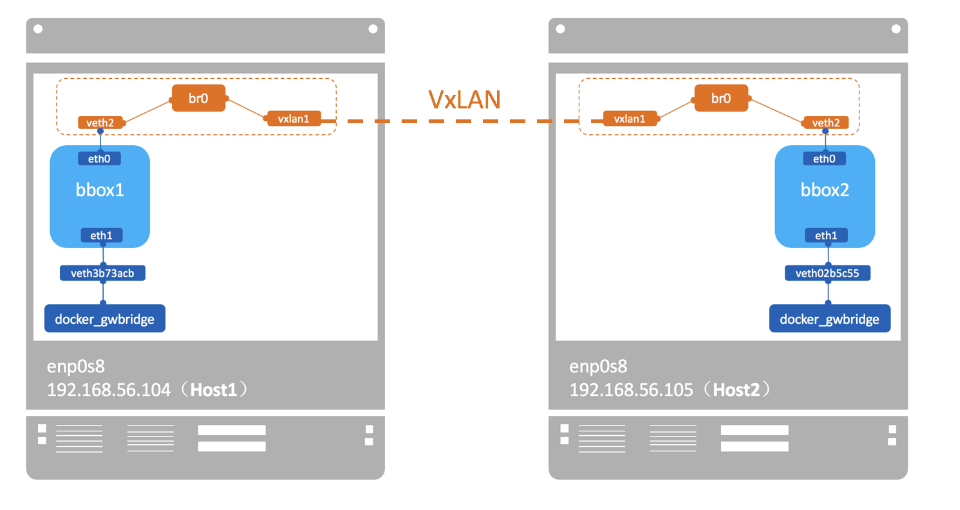 VxLAN
br0
veth2
vxlan1
eth0
bbox1
eth1
veth3b73acb
docker_gwbridge
enp0s8
192.168.56.104（Host1）
br0
vxlan1
veth2
eth0
bbox2
eth1
veth02b5c55
docker_gwbridge
enp0s8
192.168.56.105（Host2）